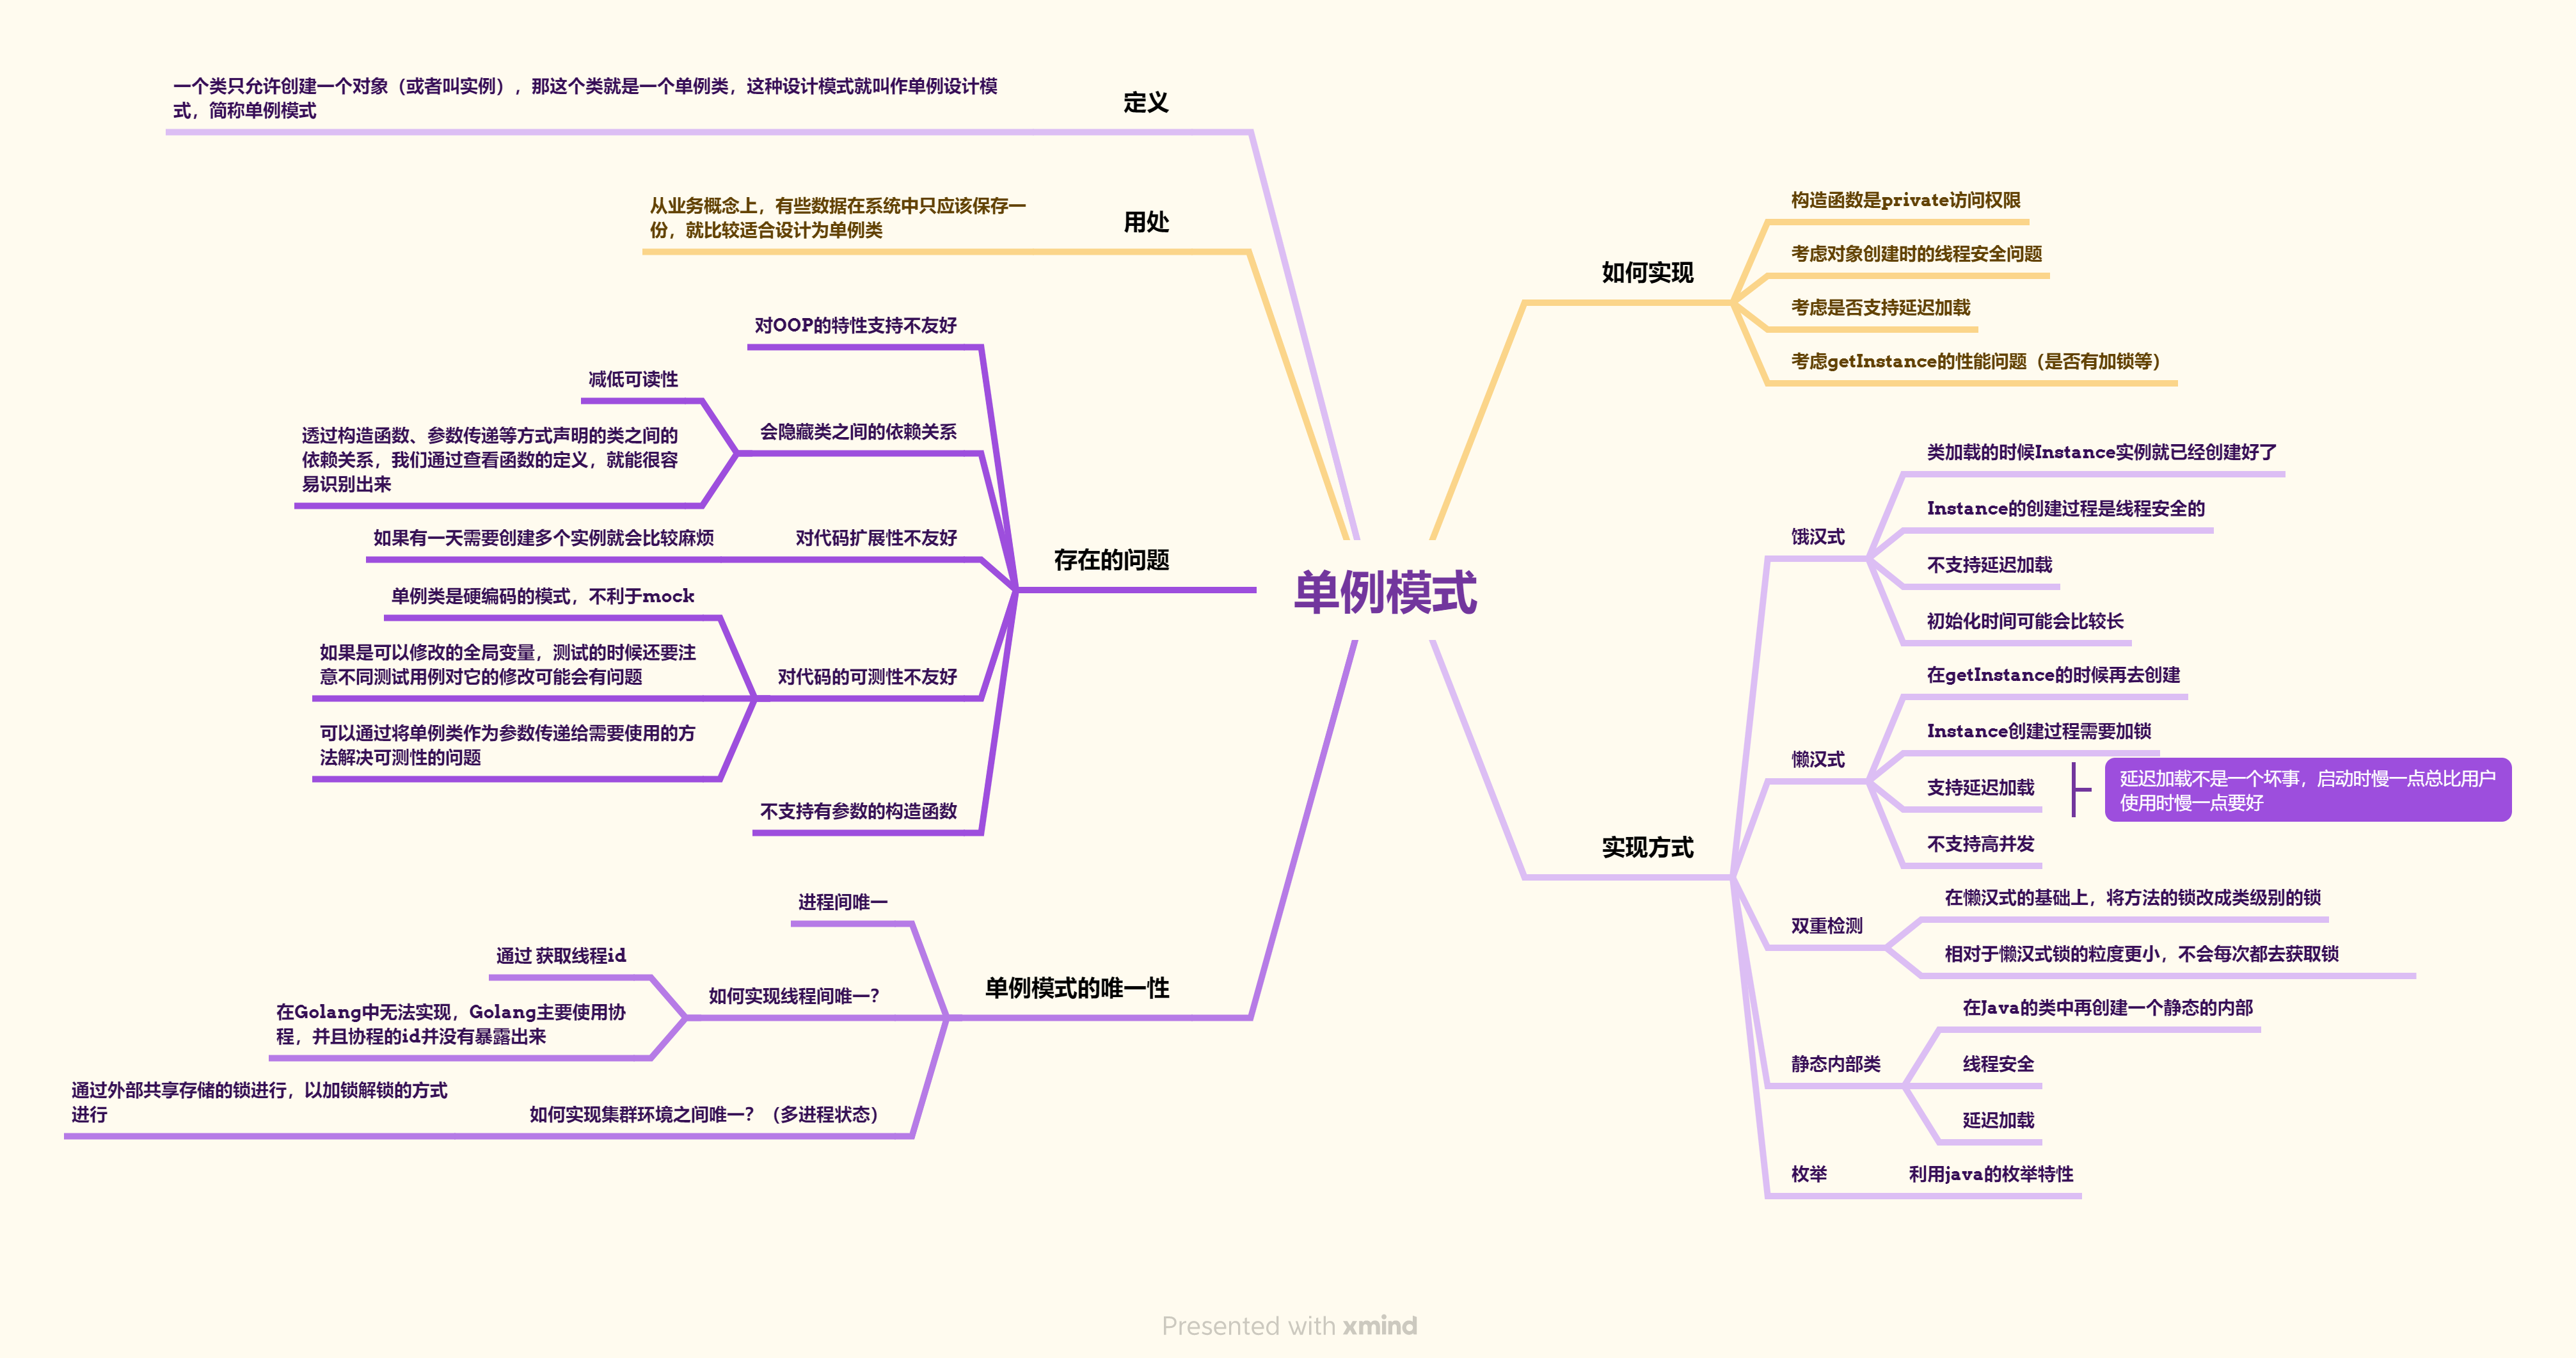 单例模式
定义
一个类只允许创建一个对象（或者叫实例），那这个类就是一个单例类，这种设计模式就叫作单例设计模
式，简称单例模式
用处
从业务概念上，有些数据在系统中只应该保存一
份，就比较适合设计为单例类
存在的问题
对OOP的特性支持不友好
会隐藏类之间的依赖关系
减低可读性
透过构造函数、参数传递等方式声明的类之间的
依赖关系，我们通过查看函数的定义，就能很容
易识别出来
对代码扩展性不友好
如果有一天需要创建多个实例就会比较麻烦
对代码的可测性不友好
单例类是硬编码的模式，不利于mock
如果是可以修改的全局变量，测试的时候还要注
意不同测试用例对它的修改可能会有问题
可以通过将单例类作为参数传递给需要使用的方
法解决可测性的问题
不支持有参数的构造函数
单例模式的唯一性
进程间唯一
如何实现线程间唯一？
通过 获取线程id
在Golang中无法实现，Golang主要使用协
程，并且协程的id并没有暴露出来
如何实现集群环境之间唯一？（多进程状态）
通过外部共享存储的锁进行，以加锁解锁的方式
进行
如何实现
构造函数是private访问权限
考虑对象创建时的线程安全问题
考虑是否支持延迟加载
考虑getInstance的性能问题（是否有加锁等）
实现方式
饿汉式
类加载的时候Instance实例就已经创建好了
Instance的创建过程是线程安全的
不支持延迟加载
初始化时间可能会比较长
懒汉式
在getInstance的时候再去创建
Instance创建过程需要加锁
支持延迟加载
延迟加载不是一个坏事，启动时慢一点总比用户
使用时慢一点要好
不支持高并发
双重检测
在懒汉式的基础上，将方法的锁改成类级别的锁
相对于懒汉式锁的粒度更小，不会每次都去获取锁
静态内部类
在Java的类中再创建一个静态的内部
线程安全
延迟加载
枚举
利用java的枚举特性
Presented with xmind